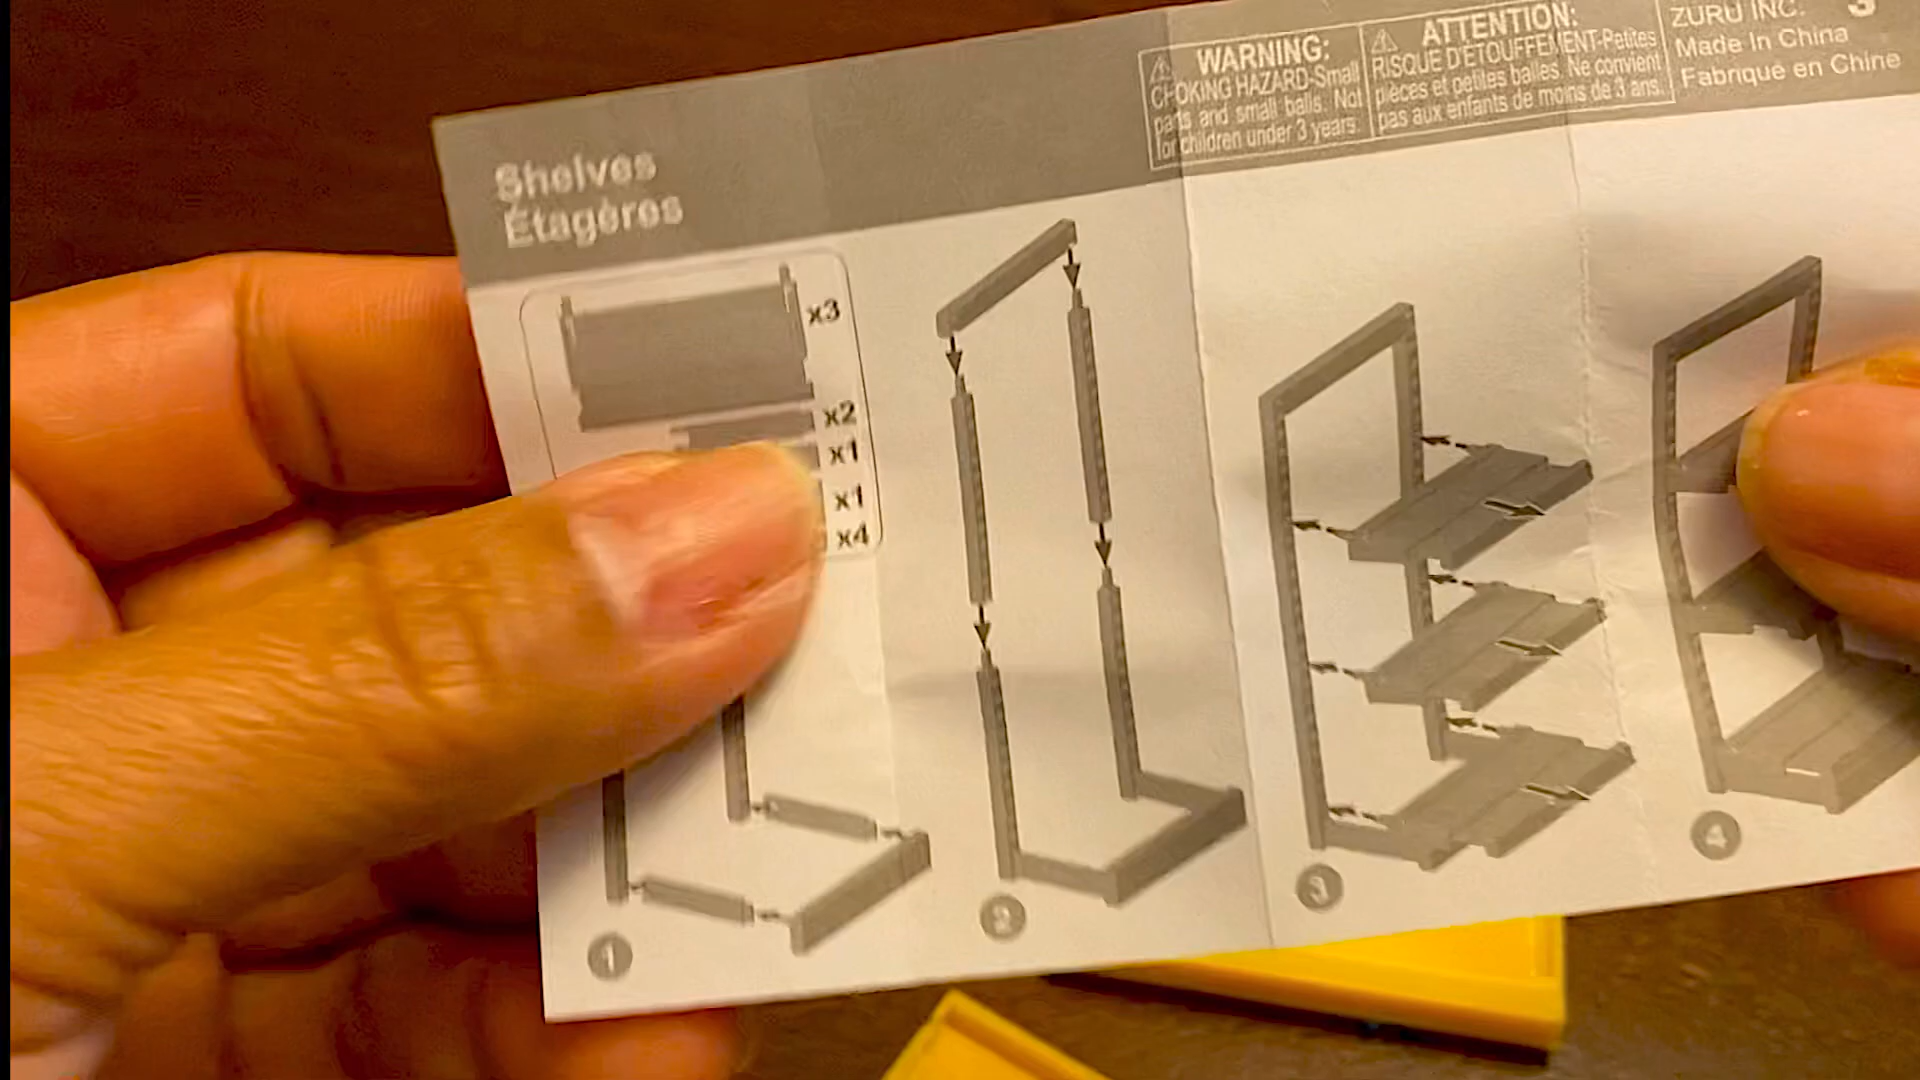 Shelves
Étagères
WARNING:
CHOKING HAZARD-Small
parts and small balls. Not
for children under 3 years.
ATTENTION:
RISQUE D'ÉTOUFFEMENT-Petites
pièces et petites balles. Ne convient
pas aux enfants de moins de 3 ans.
ZURU INC.
Made In China
Fabriqué en Chine
x3
x2
x1
x1
x4
1
2
3
4